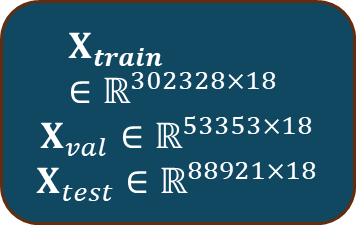 𝐗_train
∈ ℝ^302328×18
𝐗_val ∈ ℝ^53353×18
𝐗_test ∈ ℝ^88921×18